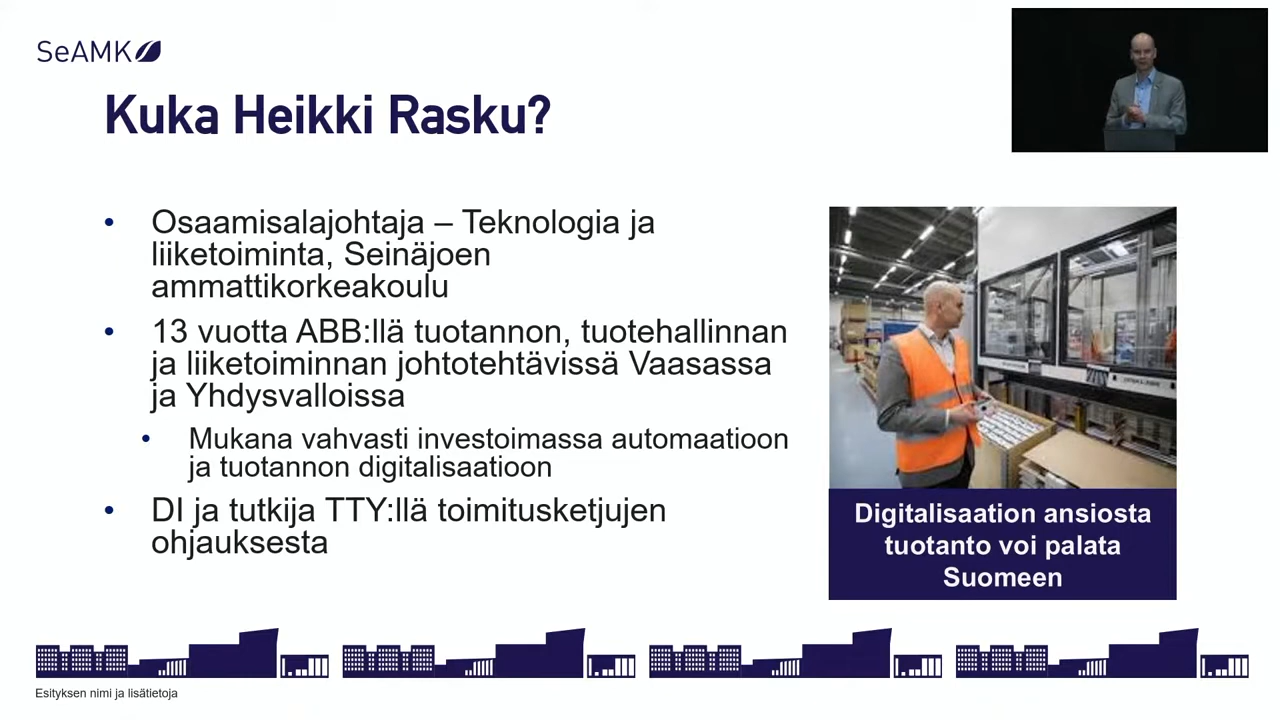 SeAMK
Kuka Heikki Rasku?
• Osaamisalajohtaja – Teknologia ja
liiketoiminta, Seinäjoen
ammattikorkeakoulu
• 13 vuotta ABB:llä tuotannon, tuotehallinnan
ja liiketoiminnan johtotehtävissä Vaasassa
ja Yhdysvalloissa
• Mukana vahvasti investoimassa automaatioon
ja tuotannon digitalisaatioon
• DI ja tutkija TTY:llä toimitusketjujen
ohjauksesta
Digitalisaation ansiosta
tuotanto voi palata
Suomeen
Esityksen nimi ja lisätietoja